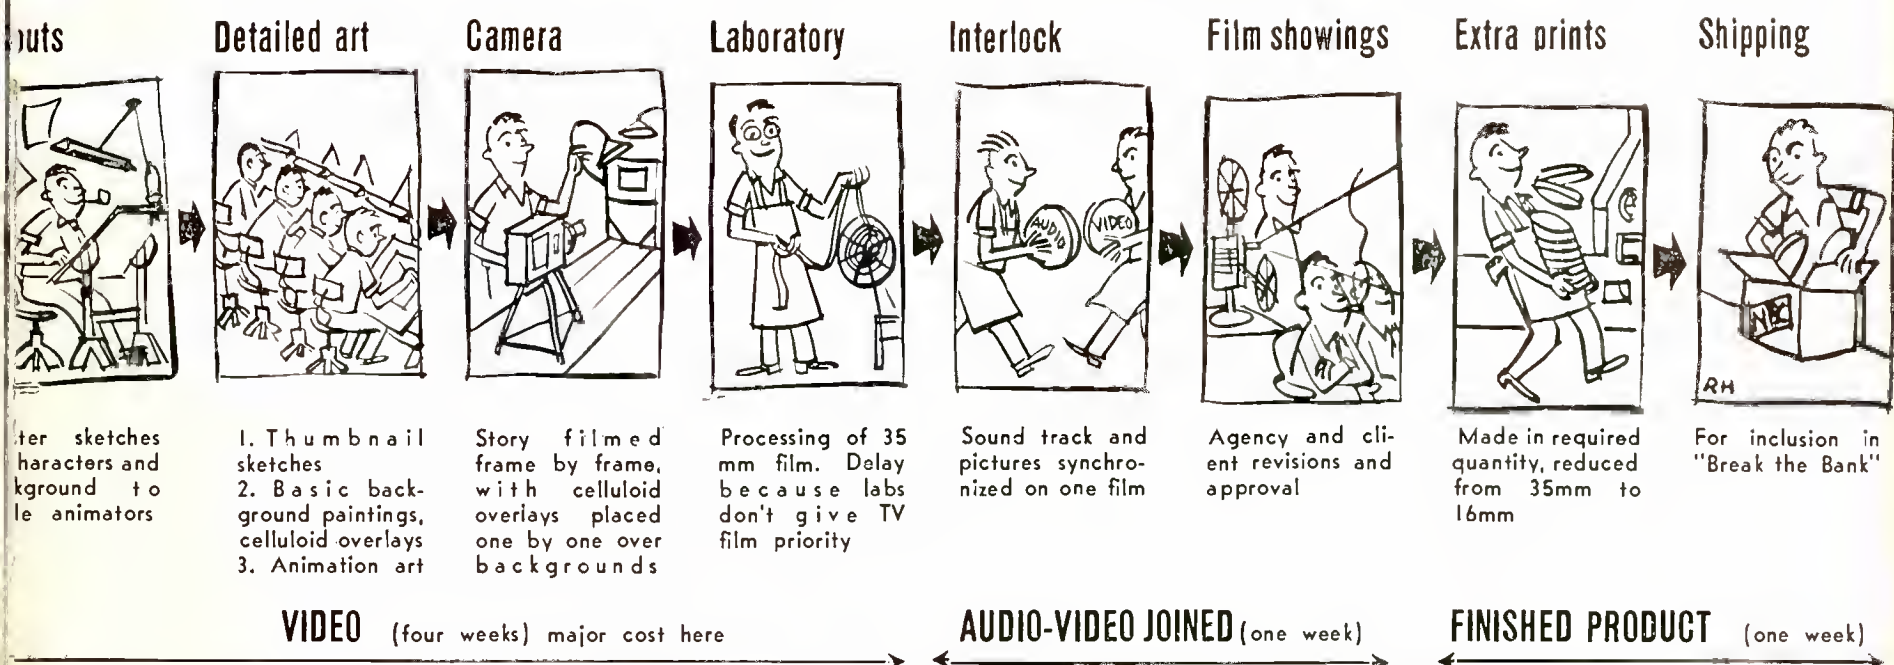 outs
Detailed art
Camera
Laboratory
Interlock
Film showings
Extra prints
Shipping
AUDIO
VIDEO
NBC
RH
ter sketches
haracters and
kground to
le animators
1. Thumbnail
sketches
2. Basic back-
ground paintings,
celluloid overlays
3. Animation art
Story filmed
frame by frame,
with celluloid
overlays placed
one by one over
backgrounds
Processing of 35
mm film. Delay
because labs
don't give TV
film priority
Sound track and
pictures synchro-
nized on one film
Agency and cli-
ent revisions and
approval
Made in required
quantity, reduced
from 35mm to
16mm
For inclusion in
"Break the Bank"
VIDEO (four weeks) major cost here
AUDIO-VIDEO JOINED (one week)
FINISHED PRODUCT (one week)